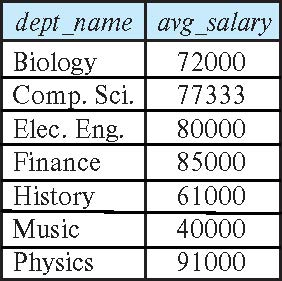 dept_name avg_salary
Biology 72000
Comp. Sci. 77333
Elec. Eng. 80000
Finance 85000
History 61000
Music 40000
Physics 91000